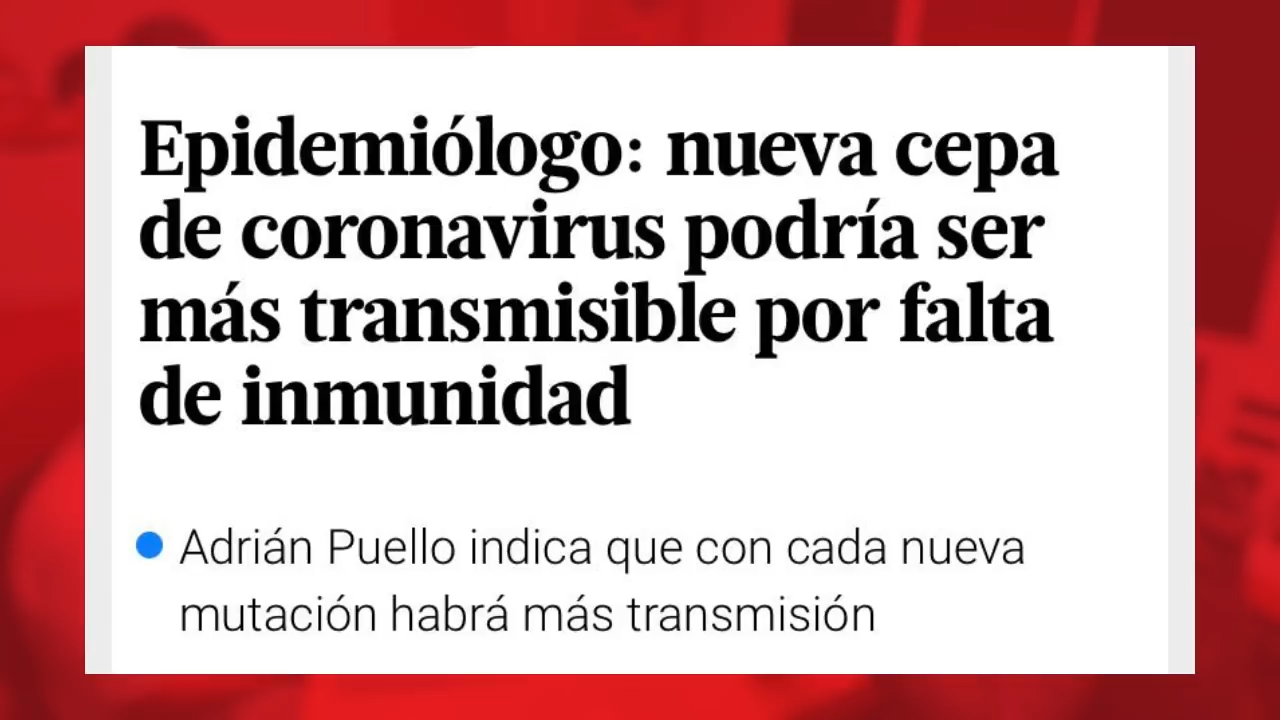 Epidemiólogo: nueva cepa
de coronavirus podría ser
más transmisible por falta
de inmunidad
Adrián Puello indica que con cada nueva
mutación habrá más transmisión